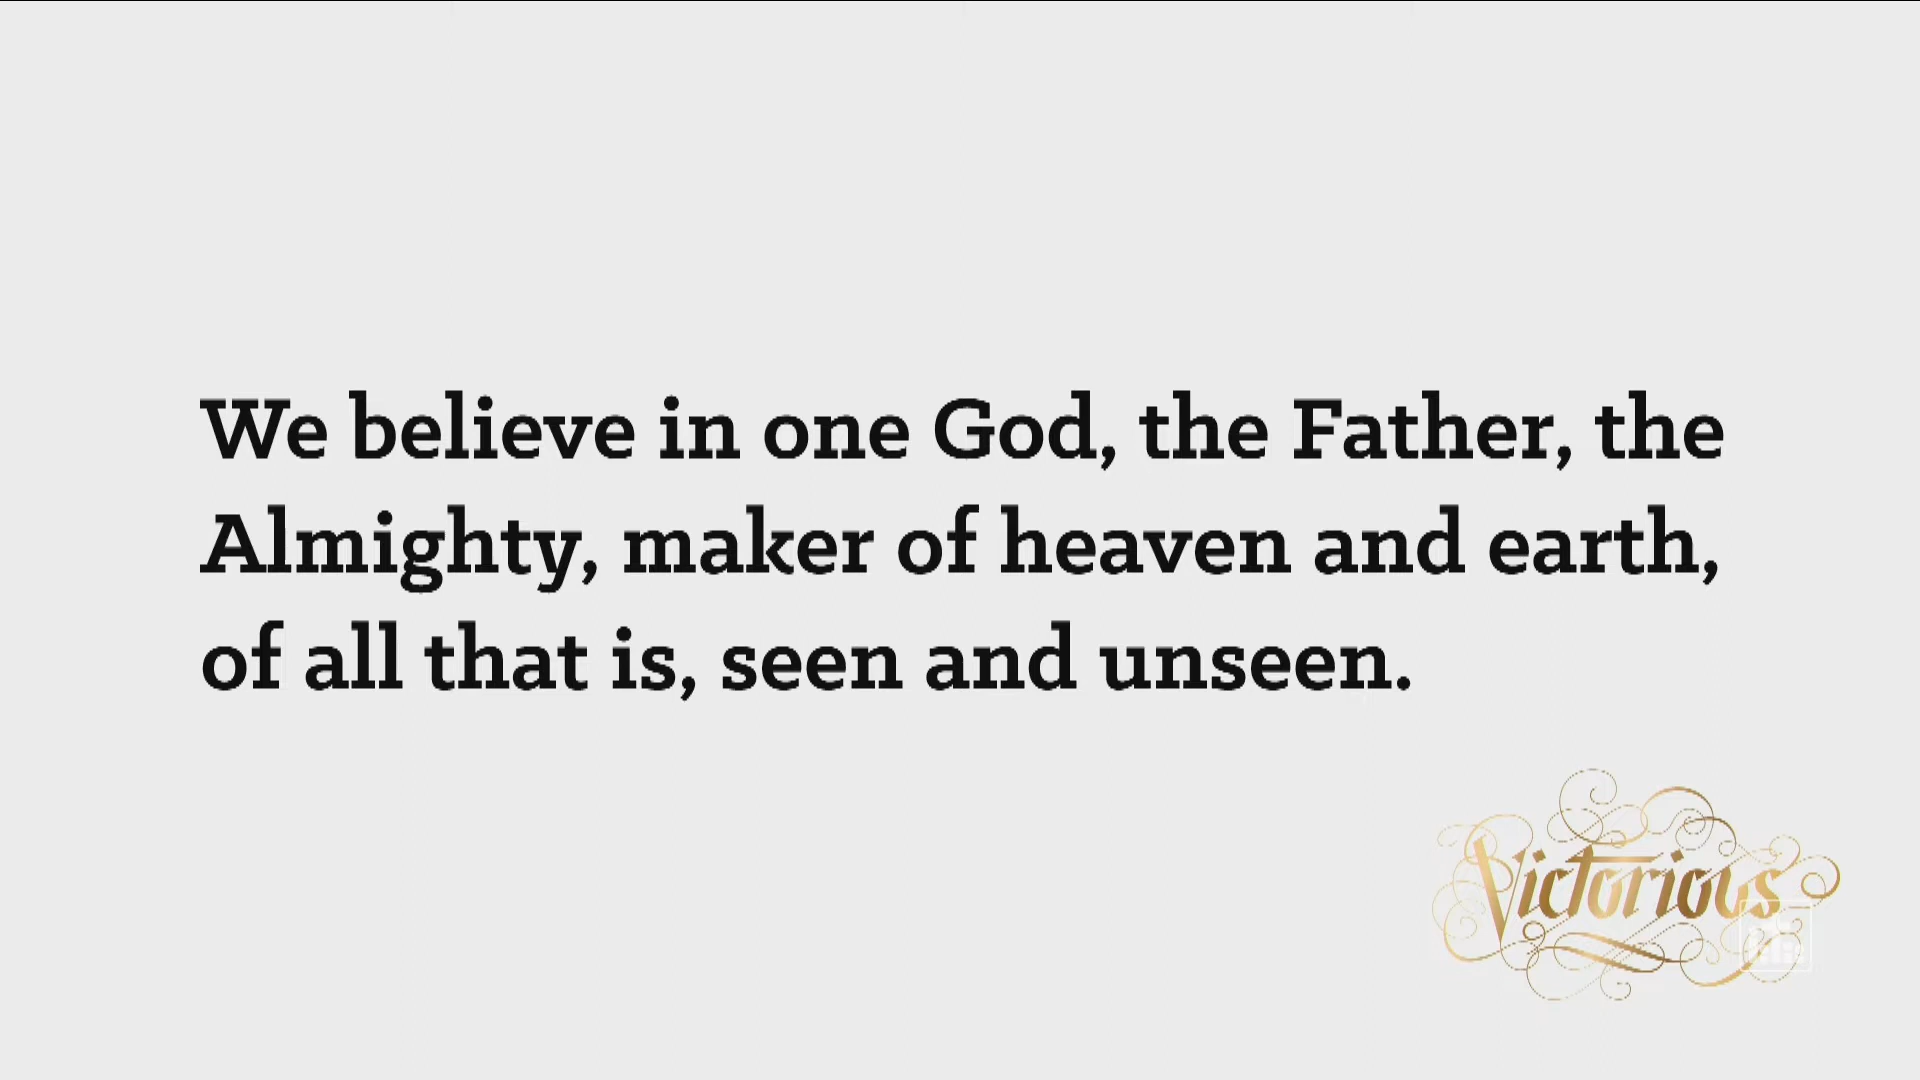 We believe in one God, the Father, the
Almighty, maker of heaven and earth,
of all that is, seen and unseen.
Victorious